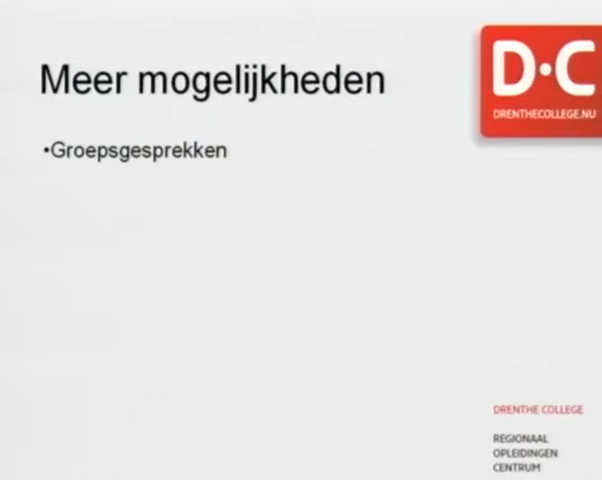 Meer mogelijkheden
•Groepsgesprekken
D·C
DRENTHECOLLEGE.NU
DRENTHE COLLEGE
REGIONAAL
OPLEIDINGEN
CENTRUM